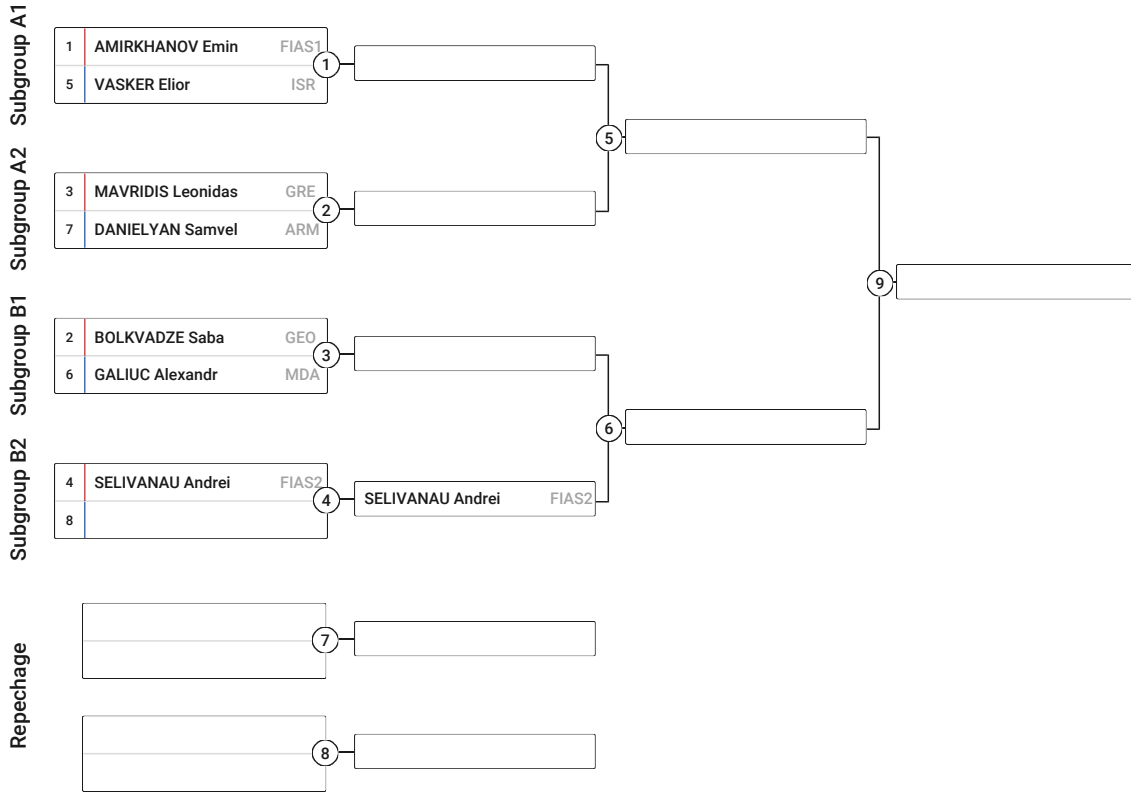 Subgroup A1
1 AMIRKHANOV Emin FIAS1
5 VASKER Elior ISR
1
5
Subgroup A2
3 MAVRIDIS Leonidas GRE
7 DANIELYAN Samvel ARM
2
9
Subgroup B1
2 BOLKVADZE Saba GEO
6 GALIUC Alexandr MDA
3
6
Subgroup B2
4 SELIVANAU Andrei FIAS2
8
4
SELIVANAU Andrei FIAS2
Repechage
7
8